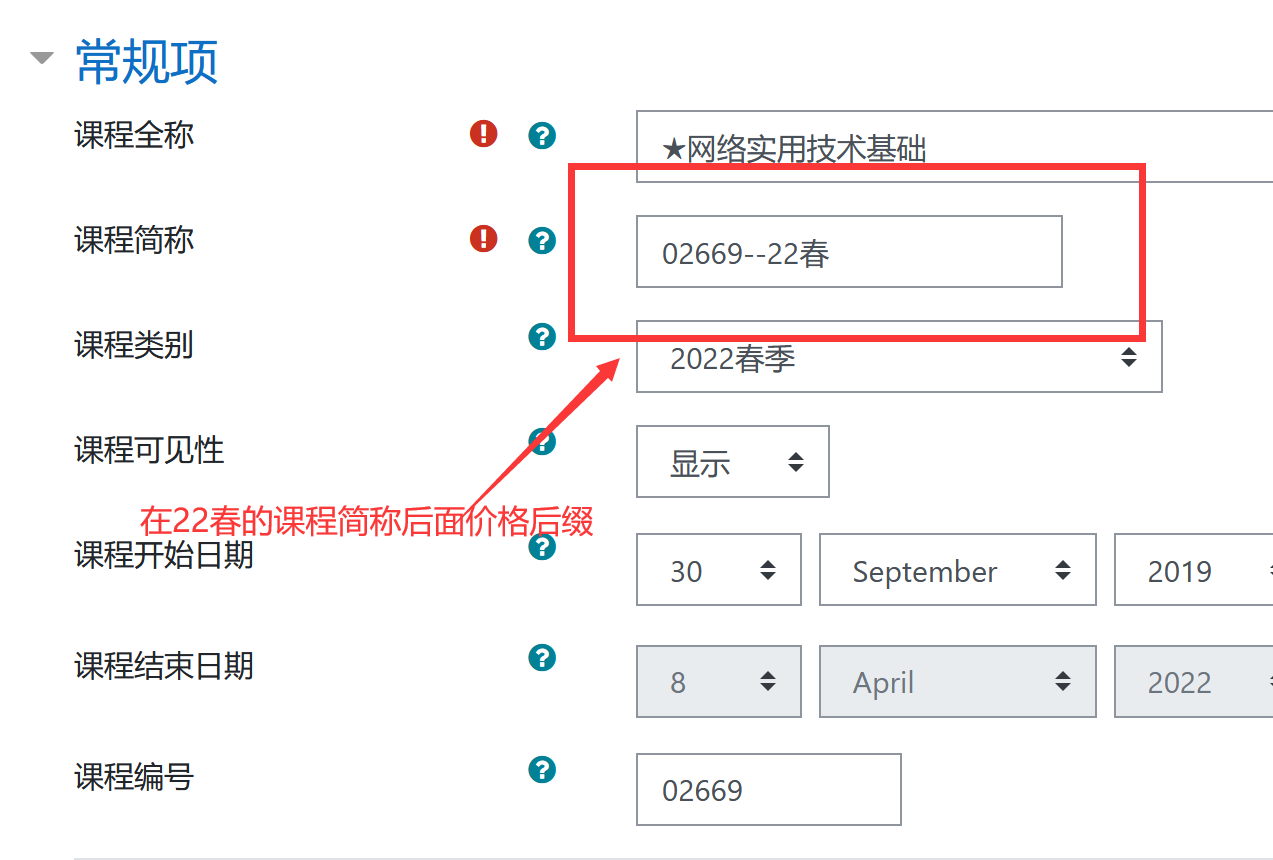 常规项
课程全称 ★网络实用技术基础
课程简称 02669--22春
课程类别 2022春季
课程可见性 显示
在22春的课程简称后面价格后缀
课程开始日期 30 September 2019
课程结束日期 8 April 2022
课程编号 02669